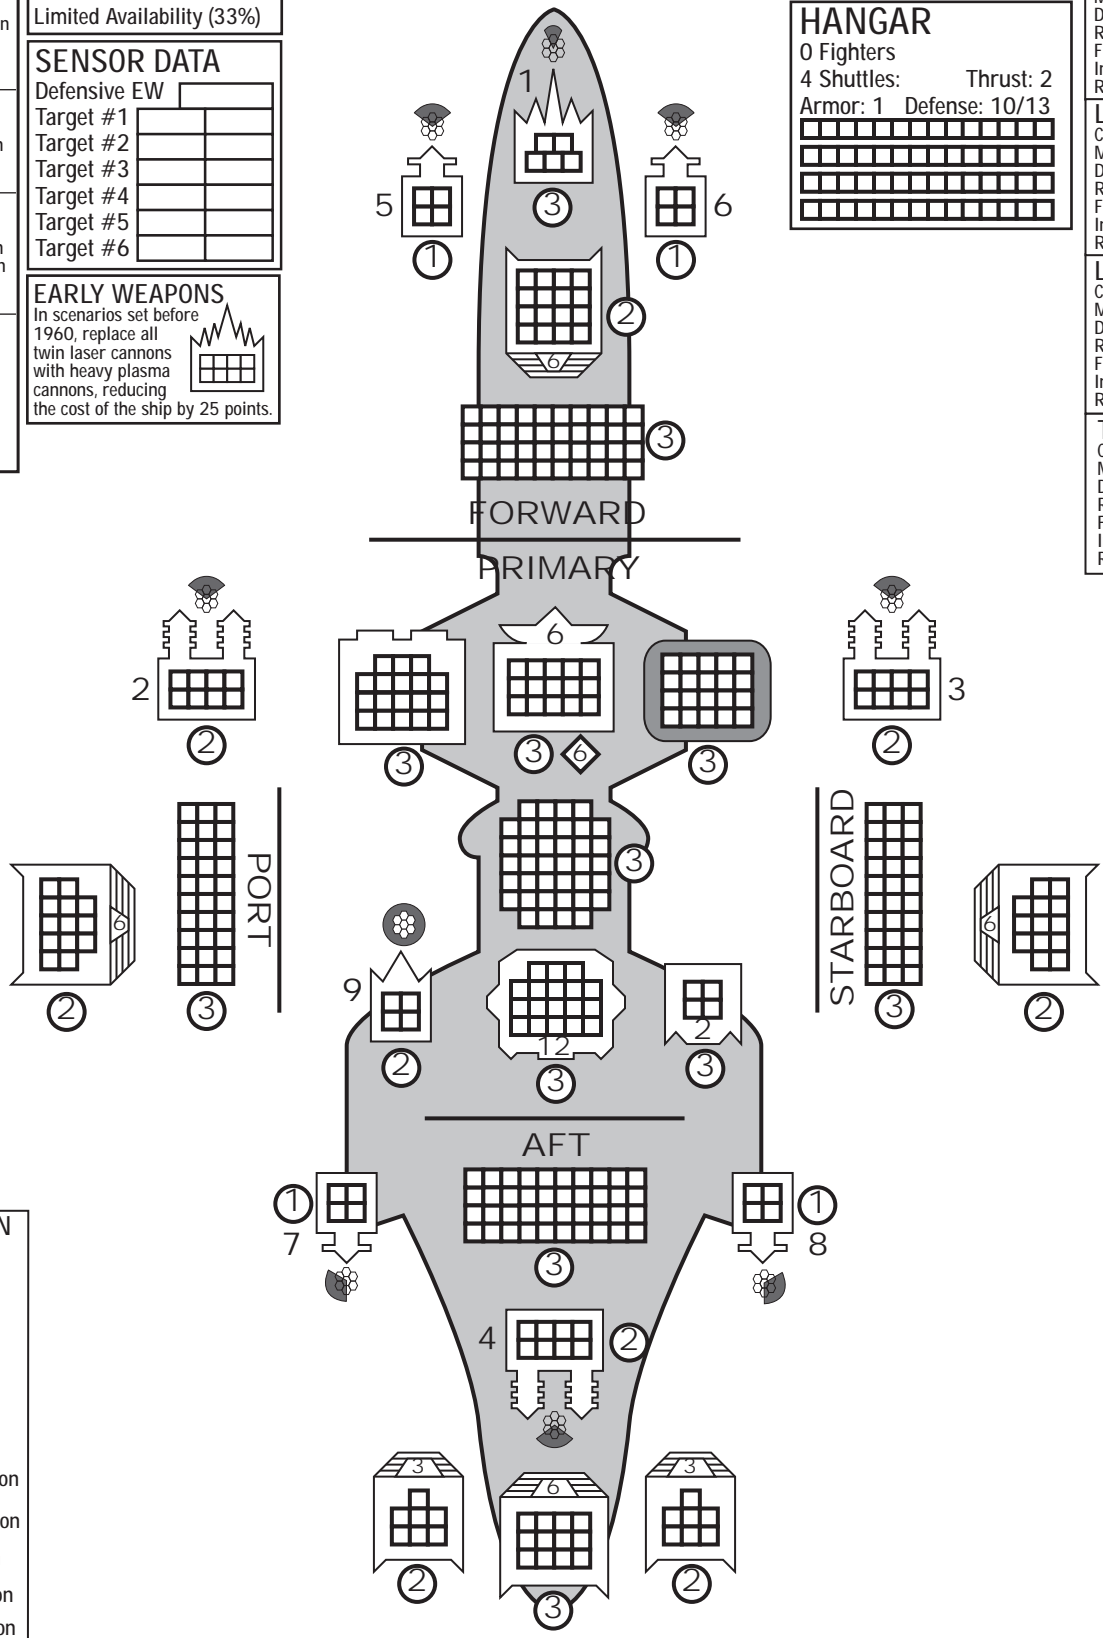 Limited Availability (33%)
SENSOR DATA
Defensive EW
Target #1
Target #2
Target #3
Target #4
Target #5
Target #6
EARLY WEAPONS
In scenarios set before
1960, replace all
twin laser cannons
with heavy plasma
cannons, reducing
the cost of the ship by 25 points.
HANGAR
0 Fighters
4 Shuttles: Thrust: 2
Armor: 1 Defense: 10/13
1
3
5
1
6
1
2
6
3
FORWARD
PRIMARY
2
2
3
6
3 6
3
3
2
3
PORT
6
2
3
STARBOARD
6
3
2
9
2
12
3
2
3
AFT
1
7
1
8
3
4
2
3
2
6
3
3
2